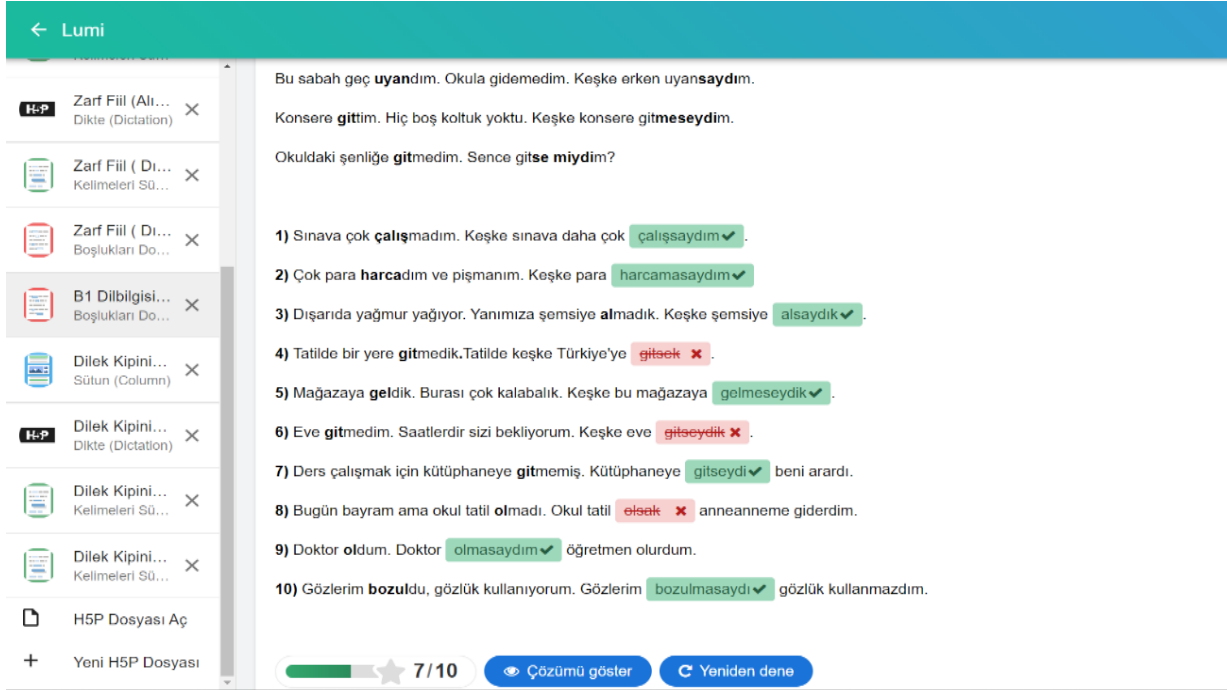 ← Lumi
H-P
Zarf Fiil (Alı...
Dikte (Dictation)
Zarf Fiil ( Dı...
Kelimeleri Sü...
Zarf Fiil ( Dı...
Boşlukları Do...
B1 Dilbilgisi...
Boşlukları Do...
Dilek Kipini...
Sütun (Column)
H-P
Dilek Kipini...
Dikte (Dictation)
Dilek Kipini...
Kelimeleri Sü...
Dilek Kipini...
Kelimeleri Sü...
H5P Dosyası Aç
+ Yeni H5P Dosyası
Bu sabah geç uyandım. Okula gidemedim. Keşke erken uyansaydım.
Konsere gittim. Hiç boş koltuk yoktu. Keşke konsere gitmeseydim.
Okuldaki şenliğe gitmedim. Sence gitse miydim?
1) Sınava çok çalışmadım. Keşke sınava daha çok çalışsaydım ✔ .
2) Çok para harcadım ve pişmanım. Keşke para harcamasaydım ✔
3) Dışarıda yağmur yağıyor. Yanımıza şemsiye almadık. Keşke şemsiye alsaydık ✔ .
4) Tatilde bir yere gitmedik.Tatilde keşke Türkiye'ye gitsek ✖ .
5) Mağazaya geldik. Burası çok kalabalık. Keşke bu mağazaya gelmeseydik ✔ .
6) Eve gitmedim. Saatlerdir sizi bekliyorum. Keşke eve gitseydik ✖ .
7) Ders çalışmak için kütüphaneye gitmemiş. Kütüphaneye gitseydi ✔ beni arardı.
8) Bugün bayram ama okul tatil olmadı. Okul tatil olsak ✖ anneanneme giderdim.
9) Doktor oldum. Doktor olmasaydım ✔ öğretmen olurdum.
10) Gözlerim bozuldu, gözlük kullanıyorum. Gözlerim bozulmasaydı ✔ gözlük kullanmazdım.
7/10 Çözümü göster Yeniden dene